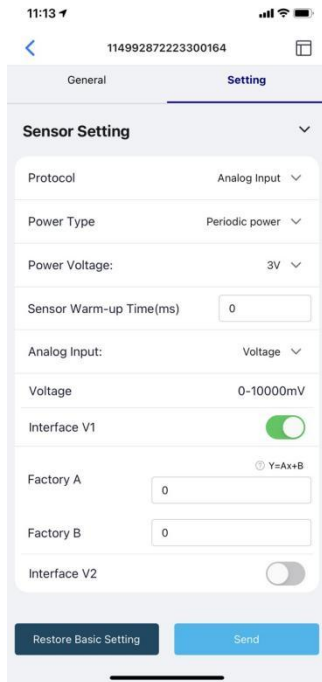 11:13
114992872223300164
General Setting
Sensor Setting
Protocol Analog Input
Power Type Periodic power
Power Voltage: 3V
Sensor Warm-up Time(ms) 0
Analog Input: Voltage
Voltage 0-10000mV
Interface V1
? Y=Ax+B
Factory A 0
Factory B 0
Interface V2
Restore Basic Setting Send